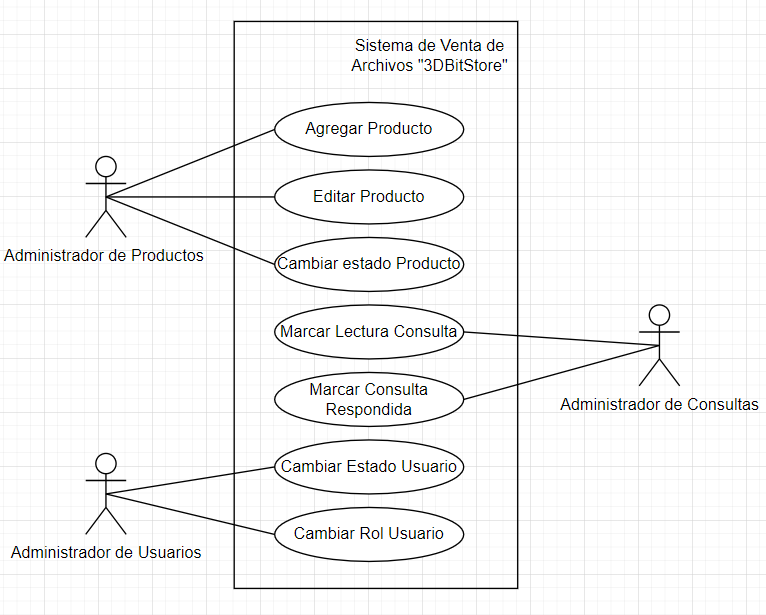 Sistema de Venta de
Archivos "3DBitStore"
Agregar Producto
Editar Producto
Administrador de Productos
Cambiar estado Producto
Marcar Lectura Consulta
Marcar Consulta
Respondida
Administrador de Consultas
Cambiar Estado Usuario
Cambiar Rol Usuario
Administrador de Usuarios